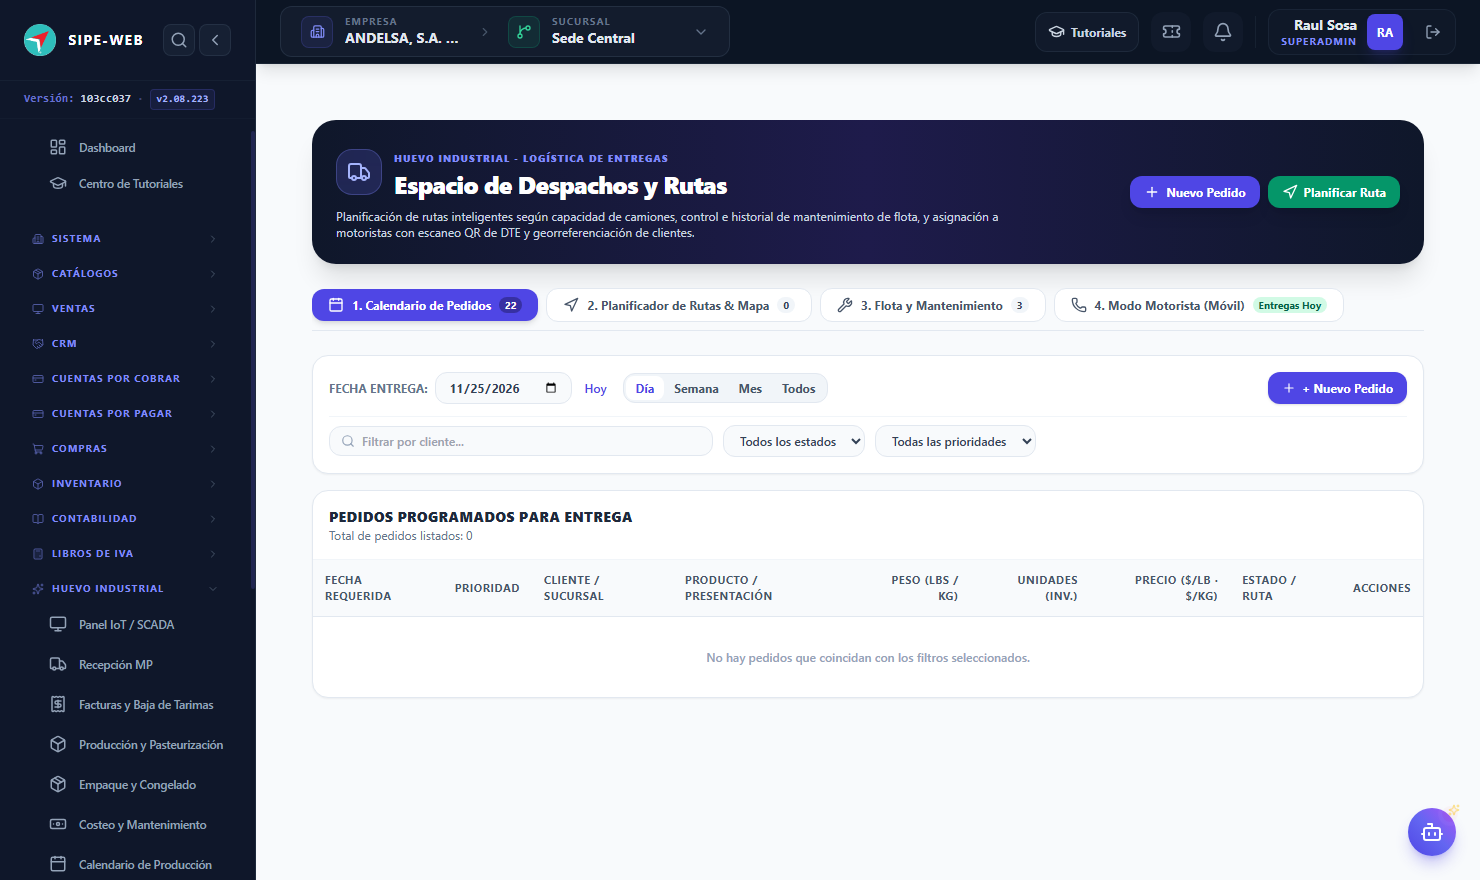 SIPE-WEB
EMPRESA
ANDELSA, S.A. ...
SUCURSAL
Sede Central
Tutoriales
Raul Sosa
SUPERADMIN
RA
Versión: 103cc037 · v2.08.223
Dashboard
Centro de Tutoriales
SISTEMA
CATÁLOGOS
VENTAS
CRM
CUENTAS POR COBRAR
CUENTAS POR PAGAR
COMPRAS
INVENTARIO
CONTABILIDAD
LIBROS DE IVA
HUEVO INDUSTRIAL
Panel IoT / SCADA
Recepción MP
Facturas y Baja de Tarimas
Producción y Pasteurización
Empaque y Congelado
Costeo y Mantenimiento
Calendario de Producción
HUEVO INDUSTRIAL - LOGÍSTICA DE ENTREGAS
Espacio de Despachos y Rutas
Planificación de rutas inteligentes según capacidad de camiones, control e historial de mantenimiento de flota, y asignación a
motoristas con escaneo QR de DTE y georreferenciación de clientes.
Nuevo Pedido
Planificar Ruta
1. Calendario de Pedidos 22
2. Planificador de Rutas & Mapa 0
3. Flota y Mantenimiento 3
4. Modo Motorista (Móvil) Entregas Hoy
FECHA ENTREGA: 11/25/2026 Hoy Día Semana Mes Todos
+ Nuevo Pedido
Filtrar por cliente...
Todos los estados
Todas las prioridades
PEDIDOS PROGRAMADOS PARA ENTREGA
Total de pedidos listados: 0
FECHA
REQUERIDA
PRIORIDAD
CLIENTE /
SUCURSAL
PRODUCTO /
PRESENTACIÓN
PESO (LBS /
KG)
UNIDADES
(INV.)
PRECIO ($/LB ·
$/KG)
ESTADO /
RUTA
ACCIONES
No hay pedidos que coincidan con los filtros seleccionados.